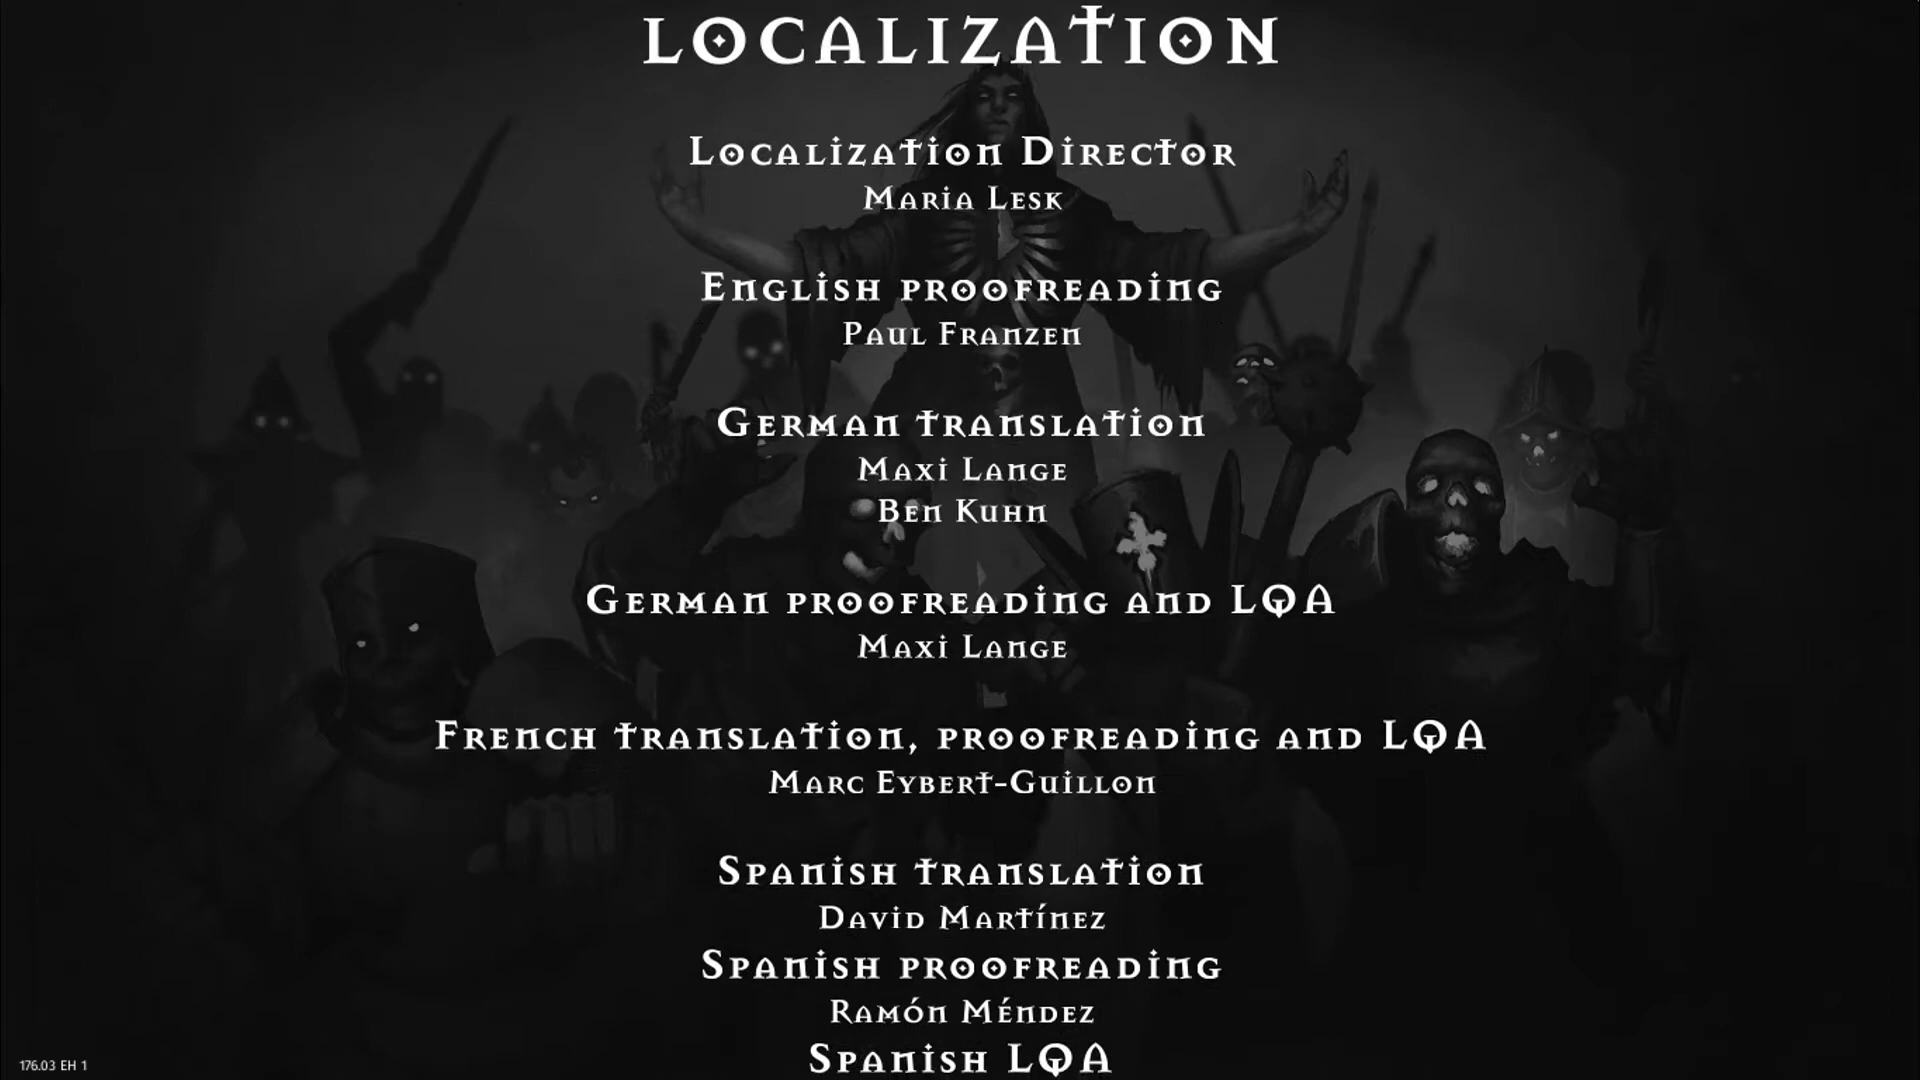 LOCALIZATION
Localization Director
Maria Lesk
English proofreading
Paul Franzen
German translation
Maxi Lange
Ben Kuhn
German proofreading and LQA
Maxi Lange
French translation, proofreading and LQA
Marc Eybert-Guillon
Spanish translation
David Martínez
Spanish proofreading
Ramón Méndez
Spanish LQA
176.03 EH 1